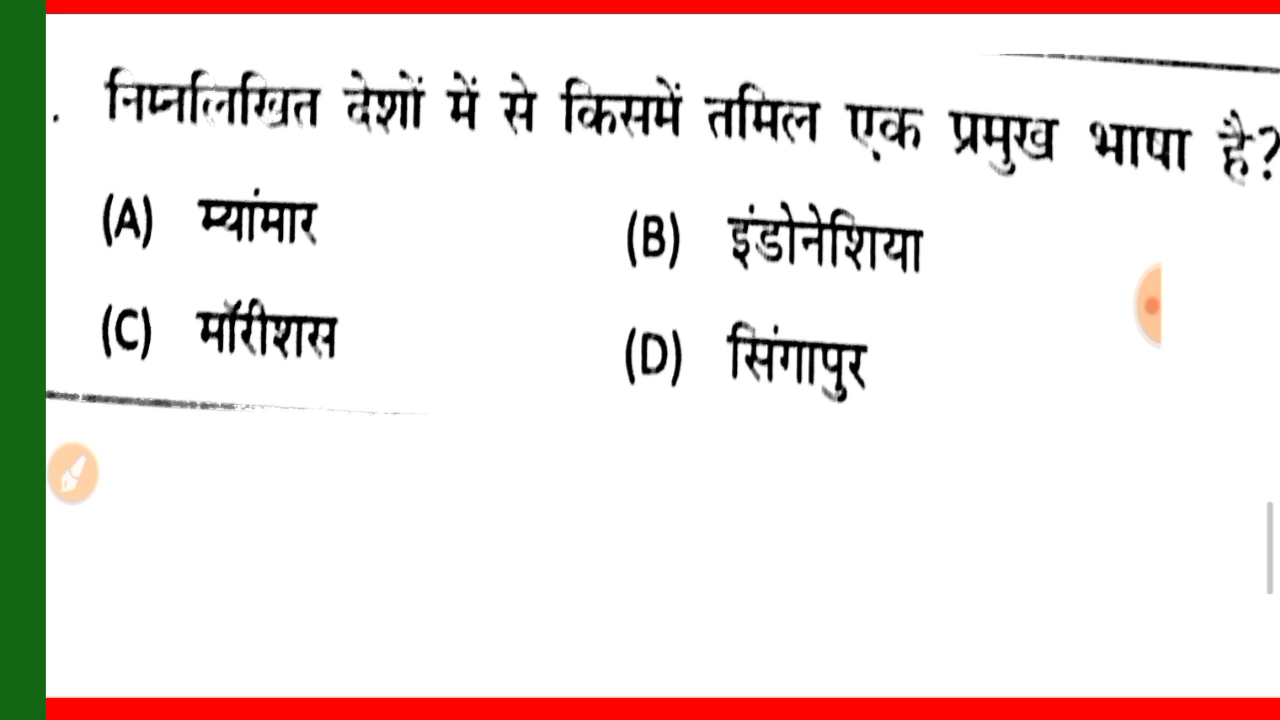 . निम्नलिखित देशों में से किसमें तमिल एक प्रमुख भाषा है?
(A) म्यांमार (B) इंडोनेशिया
(C) मॉरीशस (D) सिंगापुर